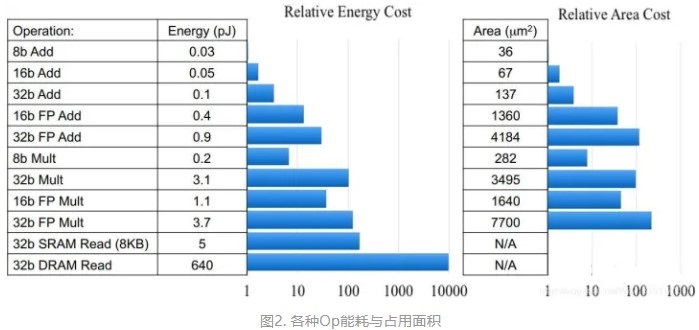 Relative Energy Cost
Relative Area Cost
Operation: Energy (pJ) Area (μm²)
8b Add 0.03 36
16b Add 0.05 67
32b Add 0.1 137
16b FP Add 0.4 1360
32b FP Add 0.9 4184
8b Mult 0.2 282
32b Mult 3.1 3495
16b FP Mult 1.1 1640
32b FP Mult 3.7 7700
32b SRAM Read (8KB) 5 N/A
32b DRAM Read 640 N/A
1 10 100 1000 10000 1 10 100 1000
图2. 各种Op能耗与占用面积